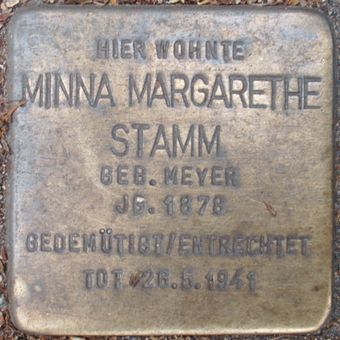 HIER WOHNTE
MINNA MARGARETHE
STAMM
GEB. MEYER
JG. 1878
GEDEMÜTIGT/ENTRECHTET
TOT 26.5.1941